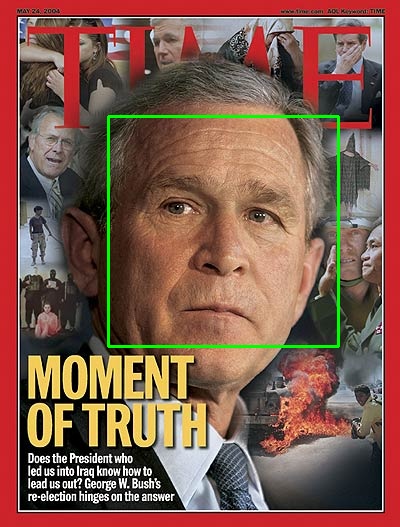 MAY 24, 2004 www.time.com AOL Keyword: TIME
TIME
MOMENT
OF TRUTH
Does the President who
led us into Iraq know how to
lead us out? George W. Bush's
re-election hinges on the answer